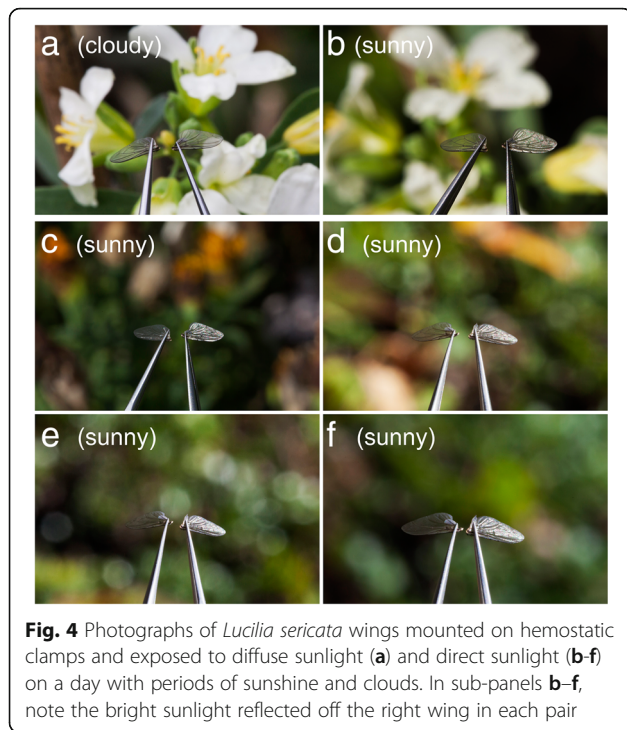 a (cloudy)
b (sunny)
c (sunny)
d (sunny)
e (sunny)
f (sunny)
Fig. 4 Photographs of Lucilia sericata wings mounted on hemostatic
clamps and exposed to diffuse sunlight (a) and direct sunlight (b-f)
on a day with periods of sunshine and clouds. In sub-panels b–f,
note the bright sunlight reflected off the right wing in each pair